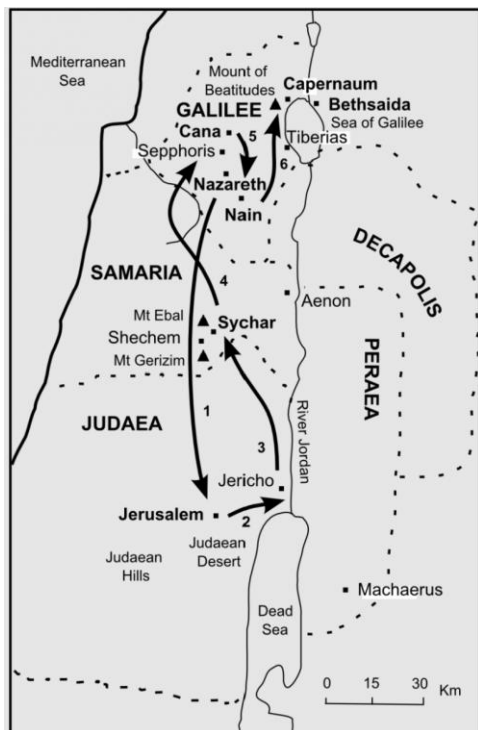 Mediterranean
Sea
Mount of
Beatitudes
Capernaum
GALILEE
Bethsaida
Cana
5
Sea of Galilee
Sepphoris
Tiberias
6
Nazareth
Nain
DECAPOLIS
SAMARIA
4
Aenon
Mt Ebal
Sychar
Shechem
Mt Gerizim
PERAEA
JUDAEA
1
River Jordan
3
Jericho
Jerusalem
2
Judaean
Hills
Judaean
Desert
Machaerus
Dead
Sea
0 15 30
Km